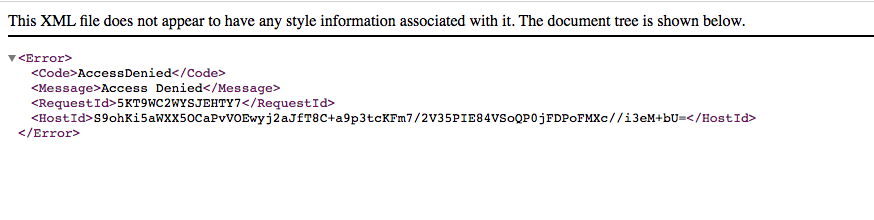 This XML file does not appear to have any style information associated with it. The document tree is shown below.
▼<Error>
<Code>AccessDenied</Code>
<Message>Access Denied</Message>
<RequestId>5KT9WC2WYSJEHTY7</RequestId>
<HostId>S9ohKi5aWXX5OCaPvVOEwyj2aJfT8C+a9p3tcKFm7/2V35PIE84VSoQP0jFDPoFMXc//i3eM+bU=</HostId>
</Error>